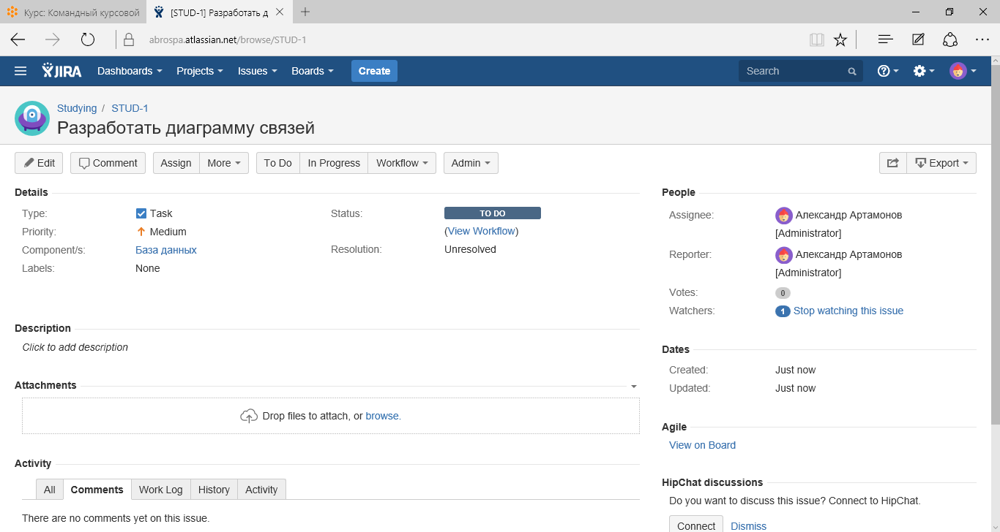 Курс: Командный курсовой
[STUD-1] Разработать д
abrospa.atlassian.net/browse/STUD-1
JIRA Dashboards Projects Issues Boards Create Search
Studying / STUD-1
Разработать диаграмму связей
Edit Comment Assign More To Do In Progress Workflow Admin Export
Details
Type: Task
Priority: Medium
Component/s: База данных
Labels: None
Status: TO DO
(View Workflow)
Resolution: Unresolved
Description
Click to add description
Attachments
Drop files to attach, or browse.
Activity
All Comments Work Log History Activity
There are no comments yet on this issue.
People
Assignee: Александр Артамонов
[Administrator]
Reporter: Александр Артамонов
[Administrator]
Votes: 0
Watchers: 1 Stop watching this issue
Dates
Created: Just now
Updated: Just now
Agile
View on Board
HipChat discussions
Do you want to discuss this issue? Connect to HipChat.
Connect Dismiss